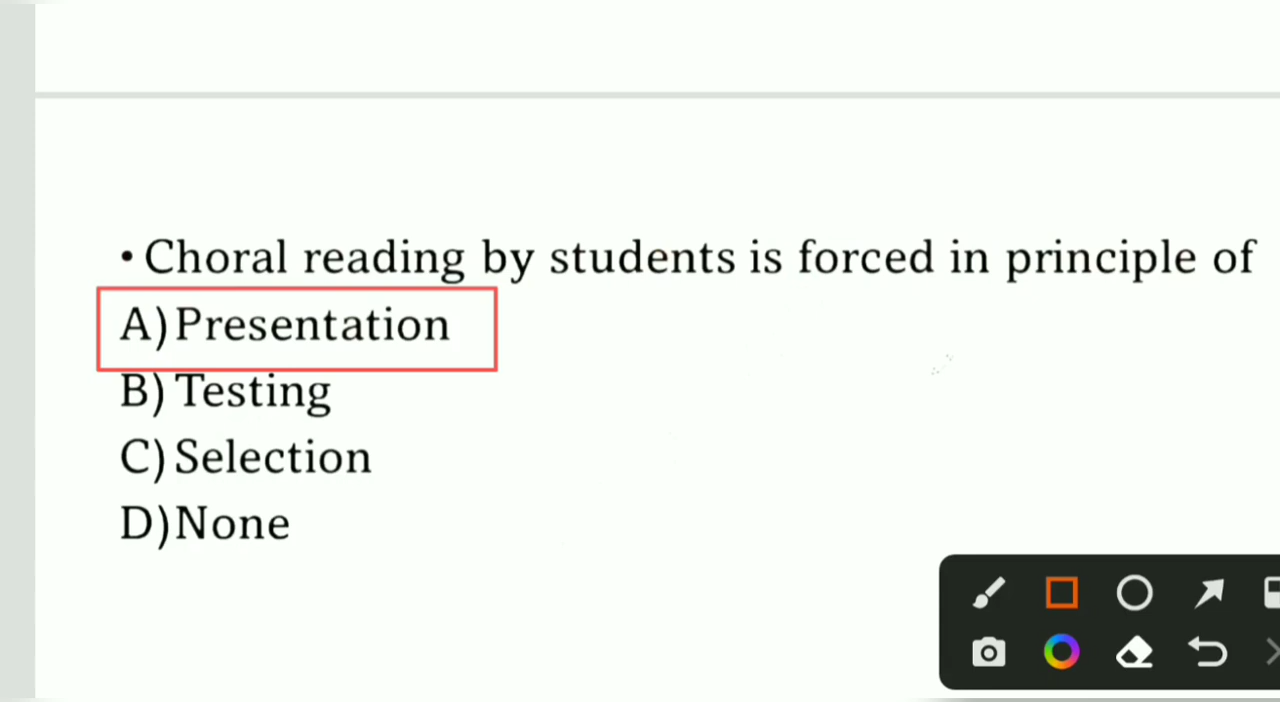 • Choral reading by students is forced in principle of
A) Presentation
B) Testing
C) Selection
D) None